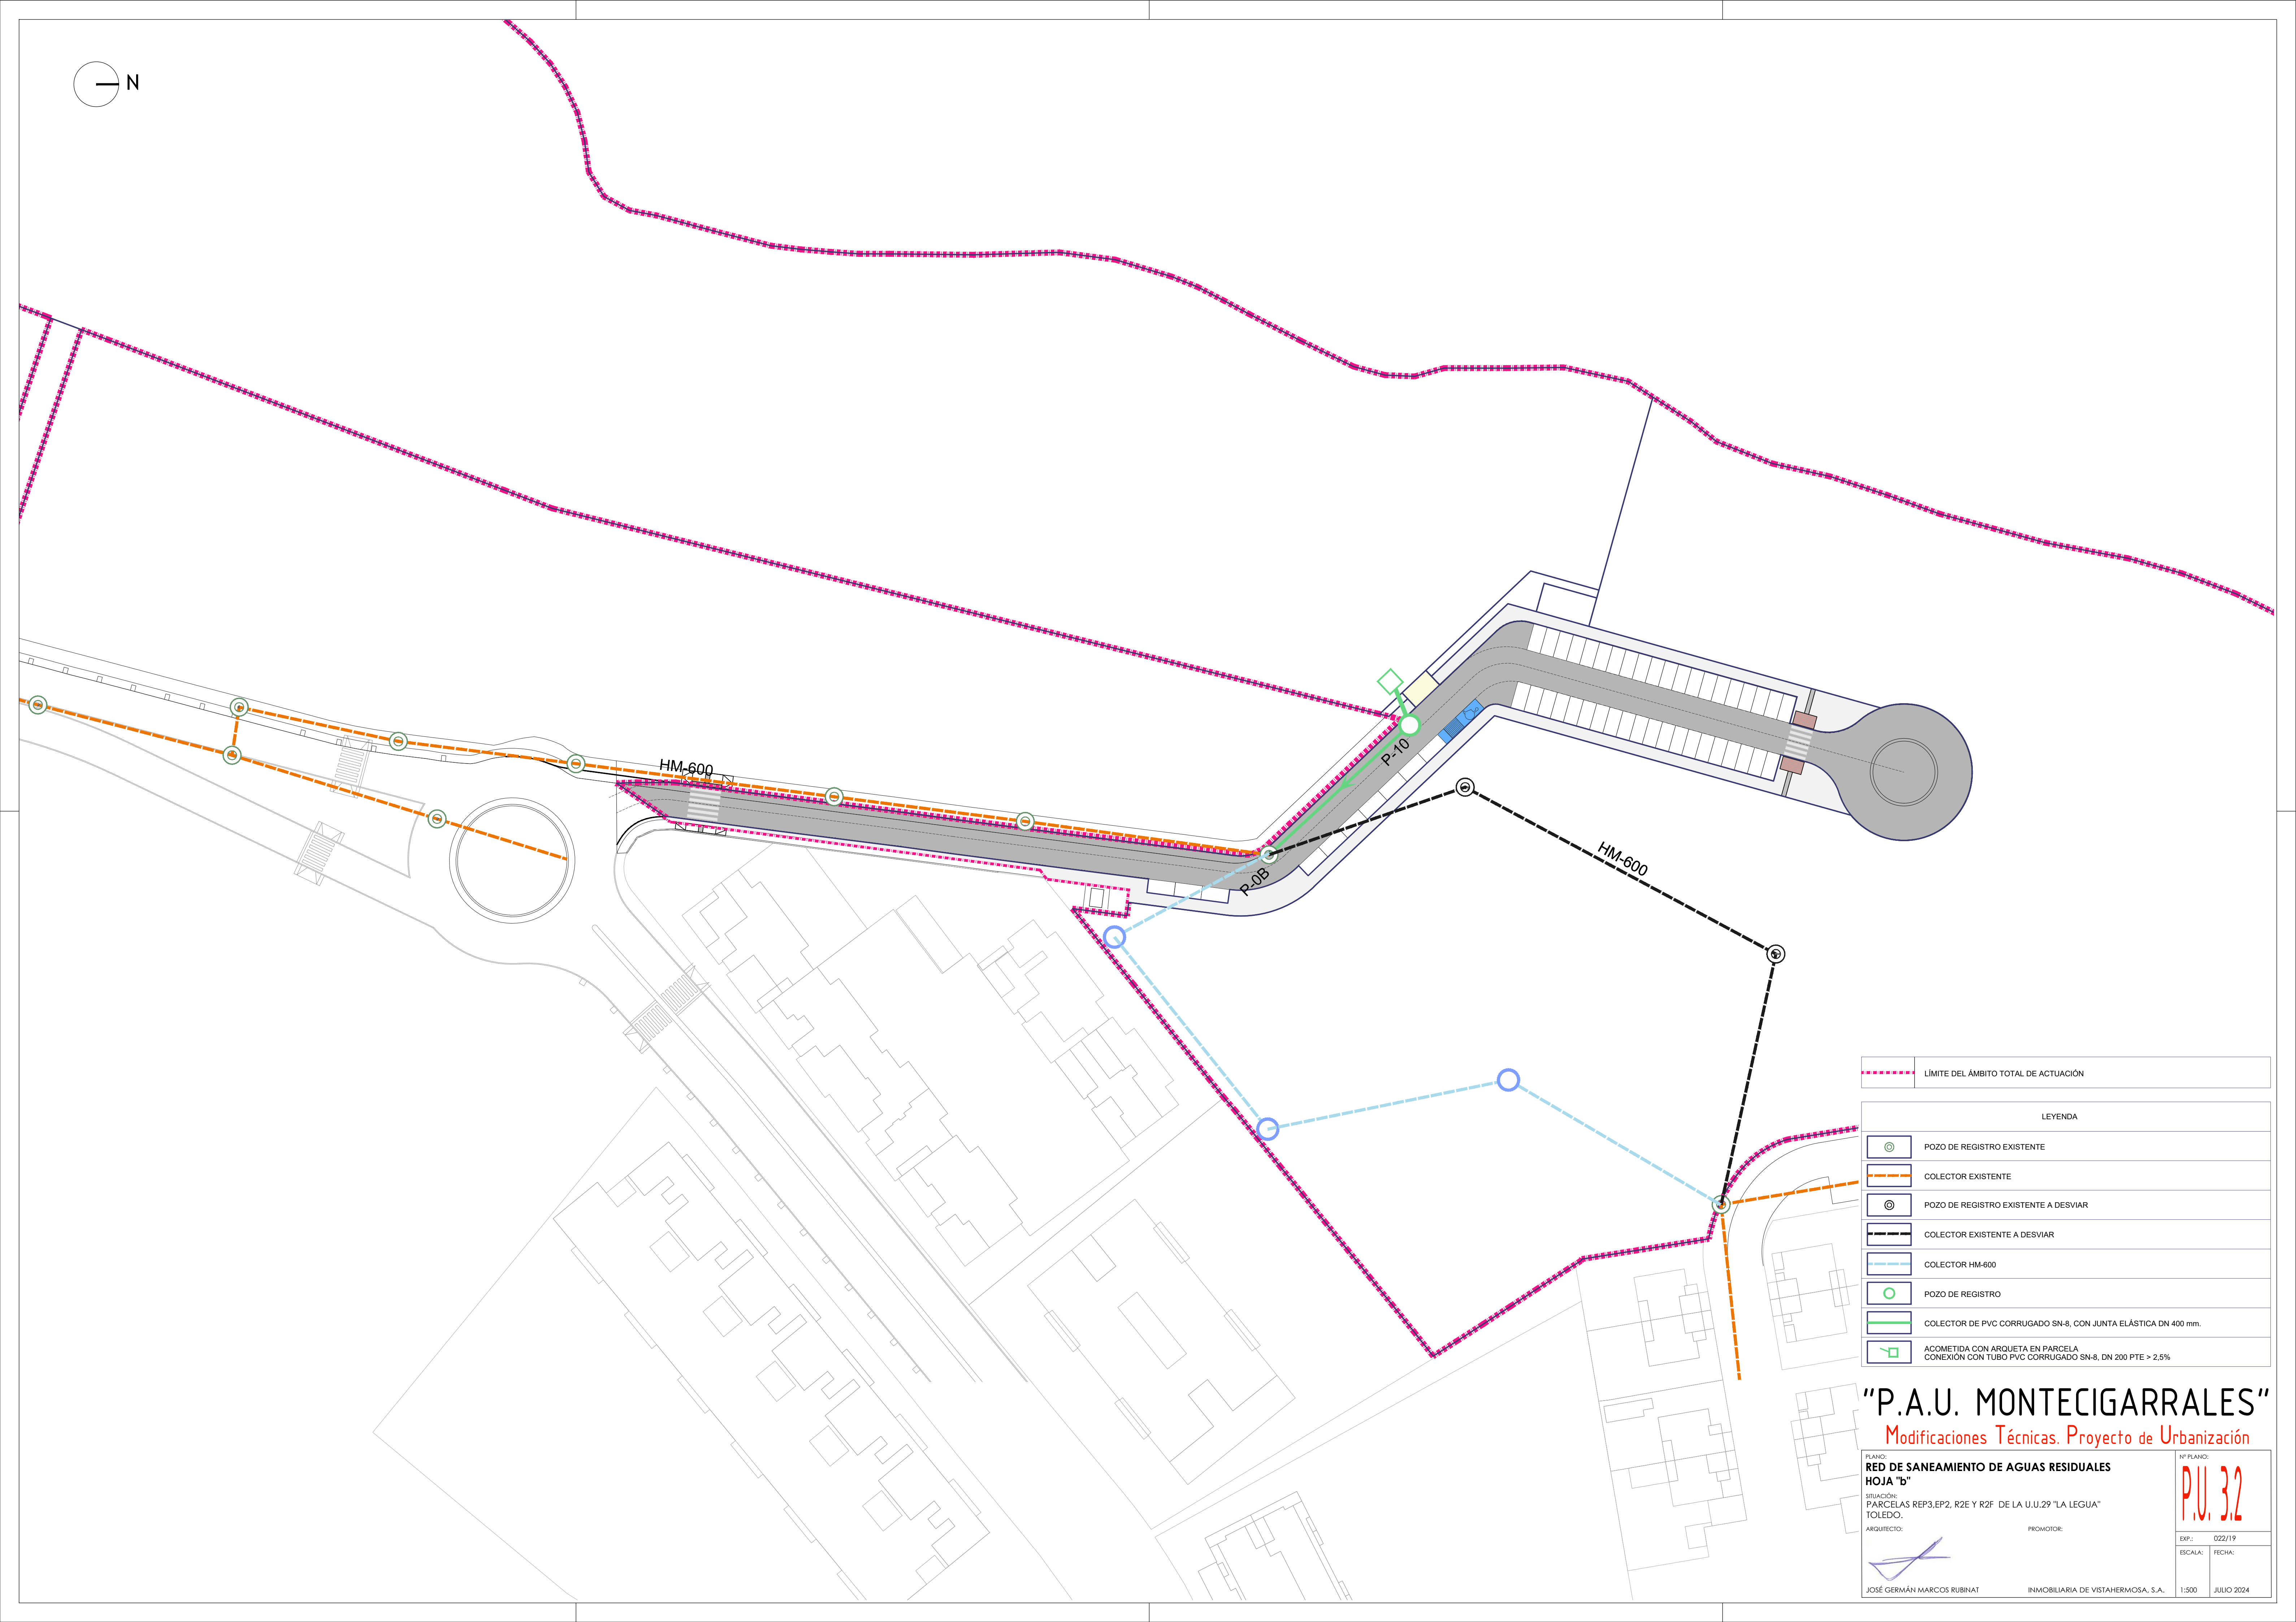 N
HM-600
P-10
P-0B
HM-600
LÍMITE DEL ÁMBITO TOTAL DE ACTUACIÓN
LEYENDA
POZO DE REGISTRO EXISTENTE
COLECTOR EXISTENTE
POZO DE REGISTRO EXISTENTE A DESVIAR
COLECTOR EXISTENTE A DESVIAR
COLECTOR HM-600
POZO DE REGISTRO
COLECTOR DE PVC CORRUGADO SN-8, CON JUNTA ELÁSTICA DN 400 mm.
ACOMETIDA CON ARQUETA EN PARCELA
CONEXIÓN CON TUBO PVC CORRUGADO SN-8, DN 200 PTE > 2,5%
"P.A.U. MONTECIGARRALES"
Modificaciones Técnicas. Proyecto de Urbanización
PLANO:
RED DE SANEAMIENTO DE AGUAS RESIDUALES
HOJA "b"
Nº PLANO:
P.U. 3.2
SITUACIÓN:
PARCELAS REP3,EP2, R2E Y R2F DE LA U.U.29 "LA LEGUA"
TOLEDO.
ARQUITECTO:
PROMOTOR:
EXP.: 022/19
ESCALA: FECHA:
JOSÉ GERMÁN MARCOS RUBINAT
INMOBILIARIA DE VISTAHERMOSA, S.A.
1:500 JULIO 2024